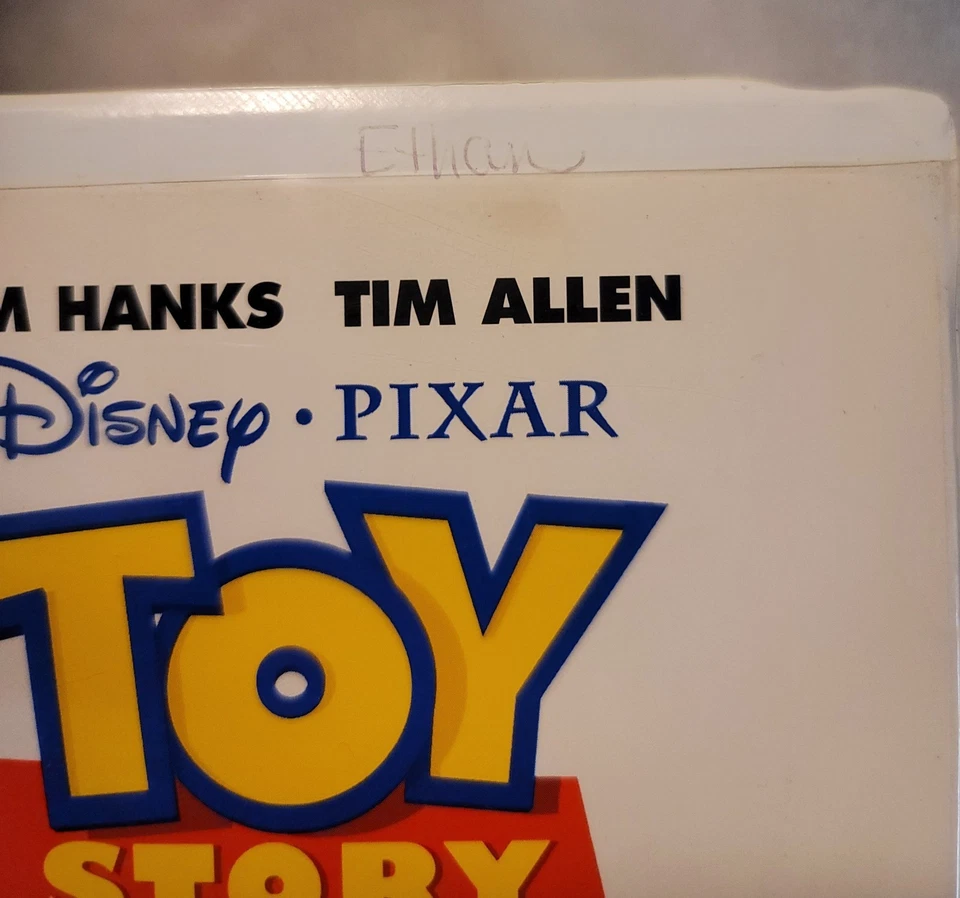 Ethan
M HANKS TIM ALLEN
DISNEY • PIXAR
TOY
STORY